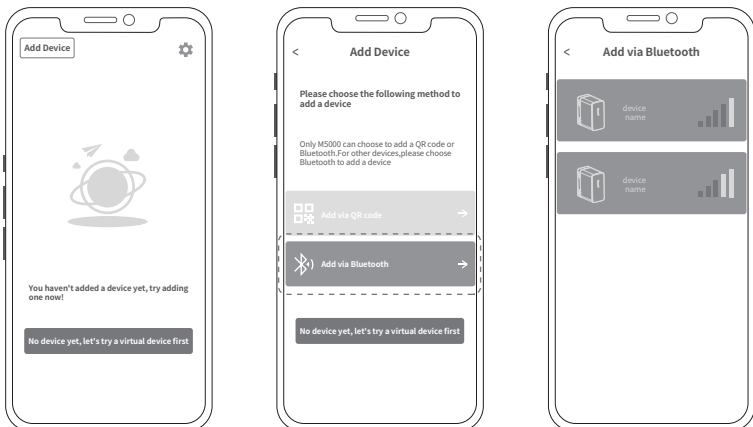 Add Device
You haven't added a device yet, try adding
one now!
No device yet, let's try a virtual device first
<
Add Device
Please choose the following method to
add a device
Only M5000 can choose to add a QR code or
Bluetooth.For other devices,please choose
Bluetooth to add a device
Add via QR code
Add via Bluetooth
No device yet, let's try a virtual device first
<
Add via Bluetooth
device
name
device
name